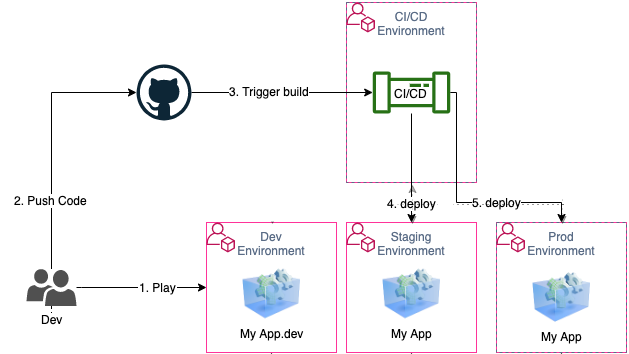 CI/CD
Environment
CI/CD
3. Trigger build
2. Push Code
4. deploy
5. deploy
Dev
Environment
Staging
Environment
Prod
Environment
1. Play
Dev
My App.dev
My App
My App